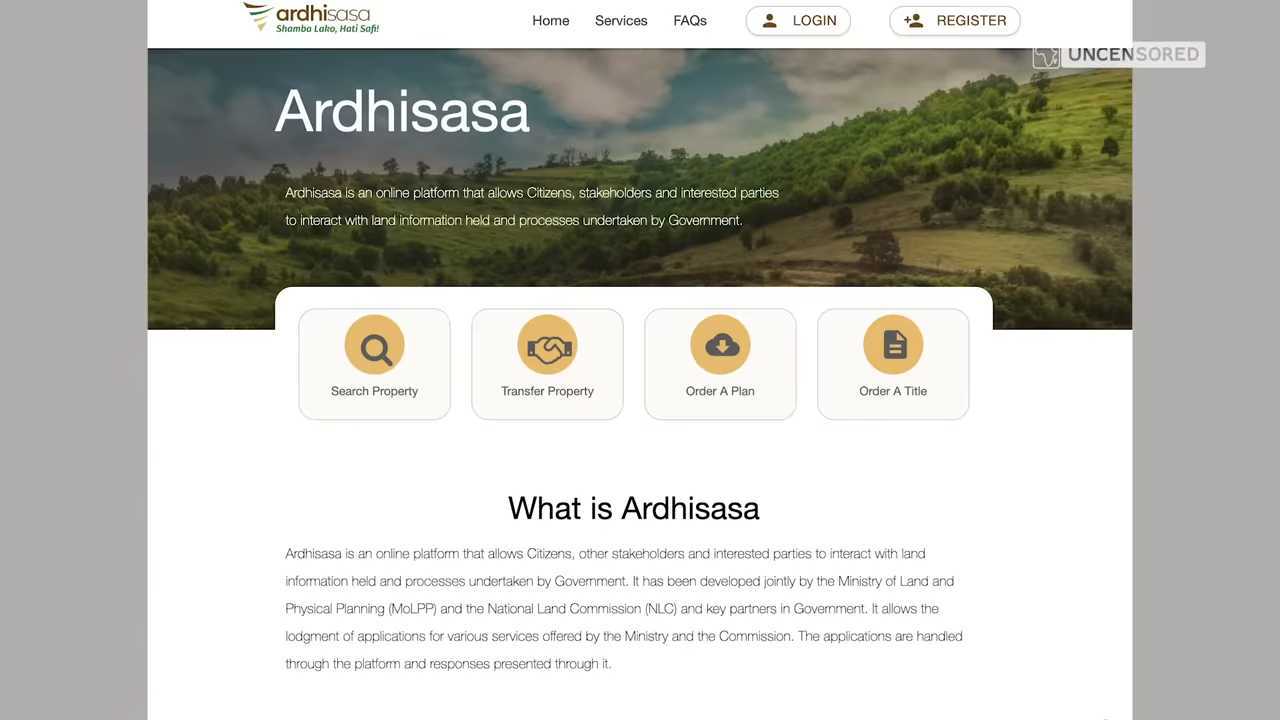 ardhisasa
Shamba Lako, Hati Safi!
Home Services FAQs LOGIN REGISTER
UNCENSORED
Ardhisasa
Ardhisasa is an online platform that allows Citizens, stakeholders and interested parties
to interact with land information held and processes undertaken by Government.
Search Property Transfer Property Order A Plan Order A Title
What is Ardhisasa
Ardhisasa is an online platform that allows Citizens, other stakeholders and interested parties to interact with land
information held and processes undertaken by Government. It has been developed jointly by the Ministry of Land and
Physical Planning (MoLPP) and the National Land Commission (NLC) and key partners in Government. It allows the
lodgment of applications for various services offered by the Ministry and the Commission. The applications are handled
through the platform and responses presented through it.